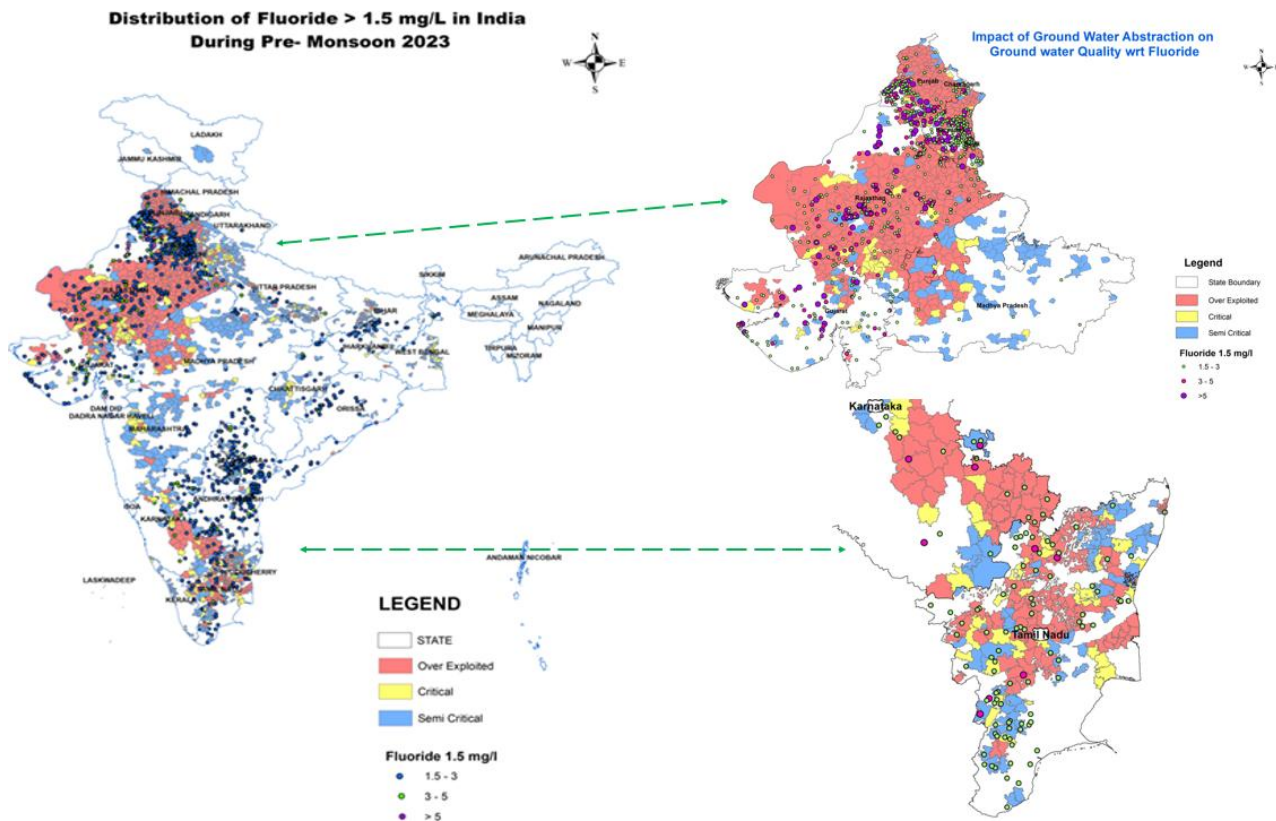 Distribution of Fluoride > 1.5 mg/L in India
During Pre- Monsoon 2023
N
W E
S
LADAKH
JAMMU KASHMIR
HIMACHAL PRADESH
CHANDIGARH
UTTARAKHAND
UTTAR PRADESH
SIKKIM
ARUNACHAL PRADESH
ASSAM
NAGALAND
MEGHALAYA
MANIPUR
TRIPURA
MIZORAM
BIHAR
JHARKHAND
WEST BENGAL
MADHYA PRADESH
CHHATTISGARH
ORISSA
DAM DIU
DADRA NAGAR HAVELI
MAHARASHTRA
ANDHRA PRADESH
GOA
KARNATAKA
LASKWADEEP
KERALA
ANDAMAN NICOBAR
LEGEND
STATE
Over Exploited
Critical
Semi Critical
Fluoride 1.5 mg/l
1.5 - 3
3 - 5
> 5
Impact of Ground Water Abstraction on
Ground water Quality wrt Fluoride
Punjab
Chandigarh
Rajasthan
Gujarat
Madhya Pradesh
Legend
State Boundary
Over Exploited
Critical
Semi Critical
Fluoride 1.5 mg/l
1.5 - 3
3 - 5
>5
Karnataka
Tamil Nadu